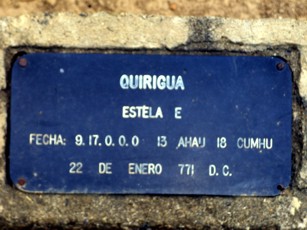 QUIRIGUA
ESTELA E
FECHA: 9.17.0.0.0 13 AHAU 18 CUMHU
22 DE ENERO 771 D.C.